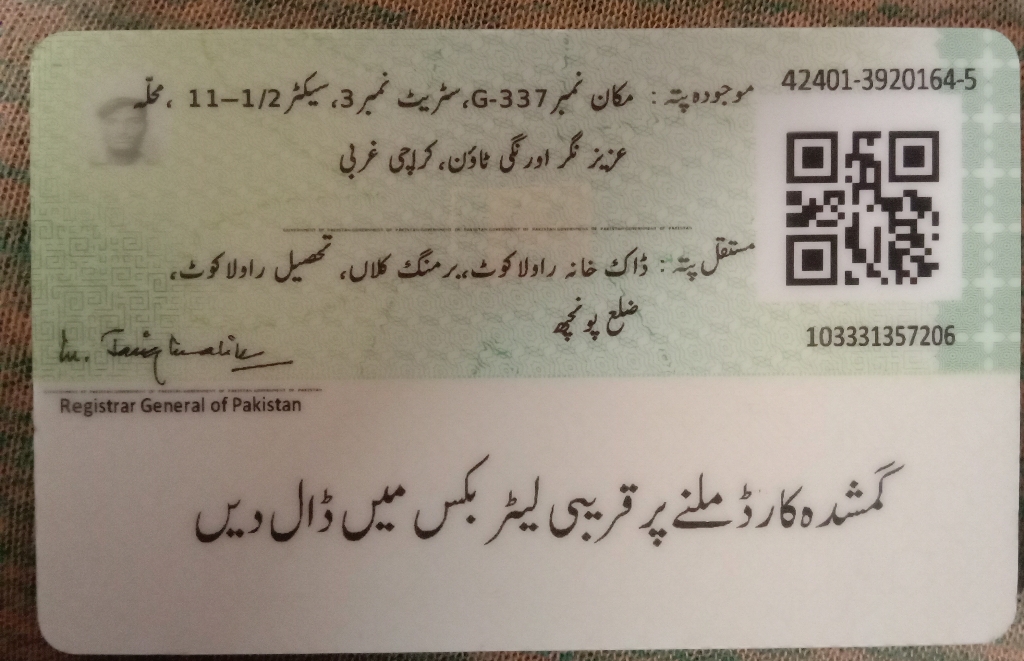 42401-3920164-5
موجودہ پتہ: مکان نمبر G-337، سٹریٹ نمبر 3، سیکٹر 11-1/2، محلّہ
عزیز نگر اورنگی ٹاؤن، کراچی غربی
مستقل پتہ: ڈاک خانہ راولاکوٹ، برمنگ کلاں، تحصیل راولاکوٹ،
ضلع پونچھ
103331357206
Registrar General of Pakistan
گمشدہ کارڈ ملنے پر قریبی لیٹر بکس میں ڈال دیں